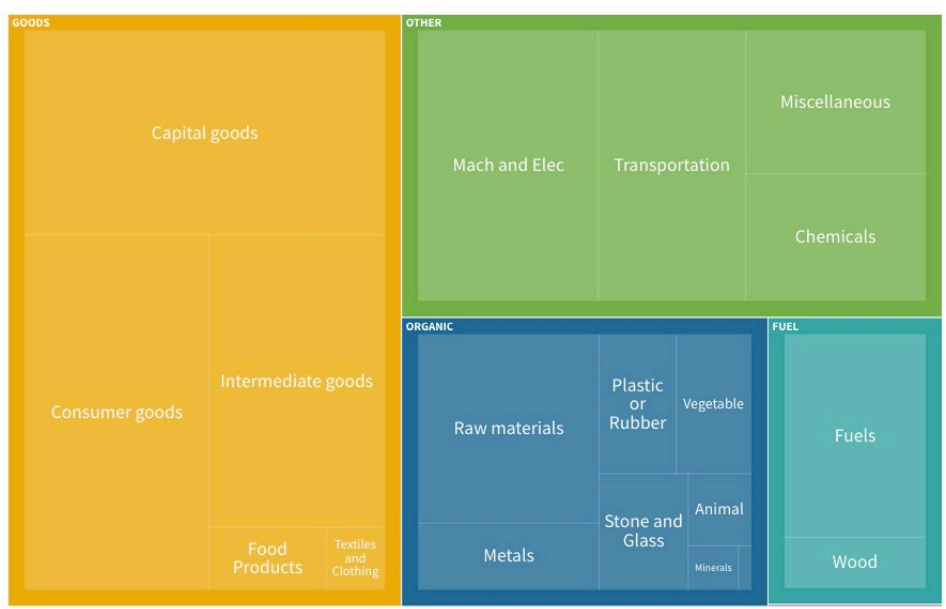 GOODS
Capital goods
Consumer goods
Intermediate goods
Food
Products
Textiles
and
Clothing
OTHER
Mach and Elec
Transportation
Miscellaneous
Chemicals
ORGANIC
Raw materials
Metals
Plastic
or
Rubber
Vegetable
Stone and
Glass
Animal
Minerals
FUEL
Fuels
Wood